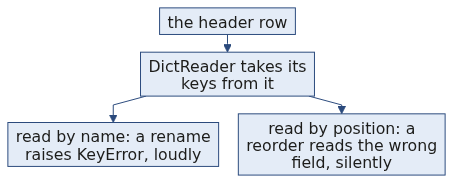 the header row
DictReader takes its
keys from it
read by name: a rename
raises KeyError, loudly
read by position: a
reorder reads the wrong
field, silently